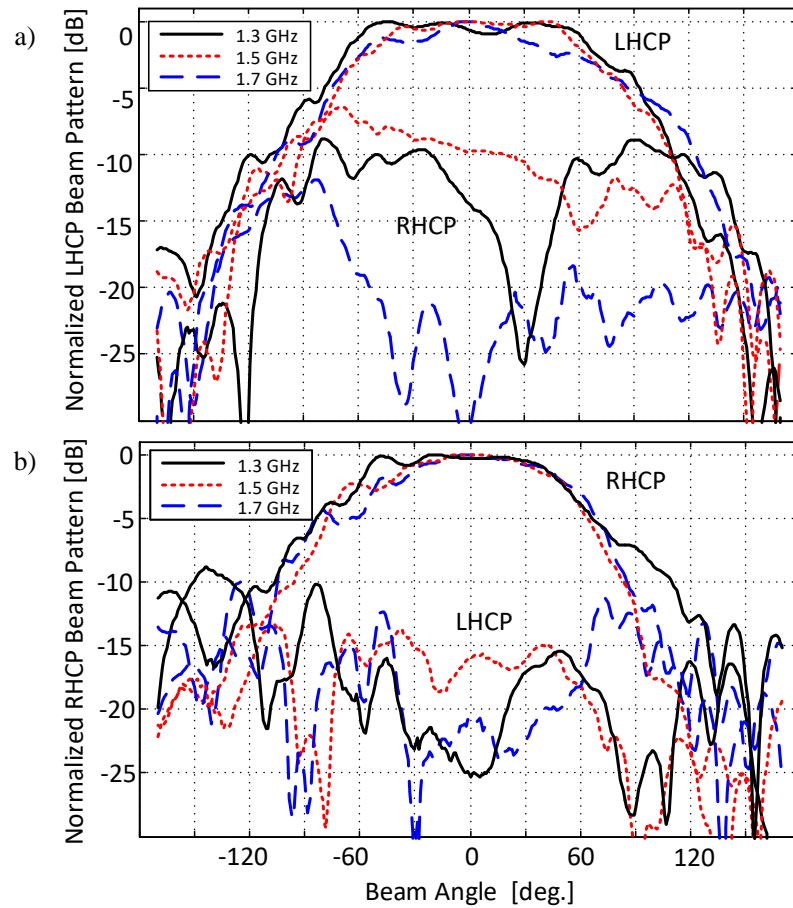 a)
Normalized LHCP Beam Pattern [dB]
0
-5
-10
-15
-20
-25
1.3 GHz
1.5 GHz
1.7 GHz
LHCP
RHCP
b)
Normalized RHCP Beam Pattern [dB]
0
-5
-10
-15
-20
-25
1.3 GHz
1.5 GHz
1.7 GHz
RHCP
LHCP
-120 -60 0 60 120
Beam Angle [deg.]